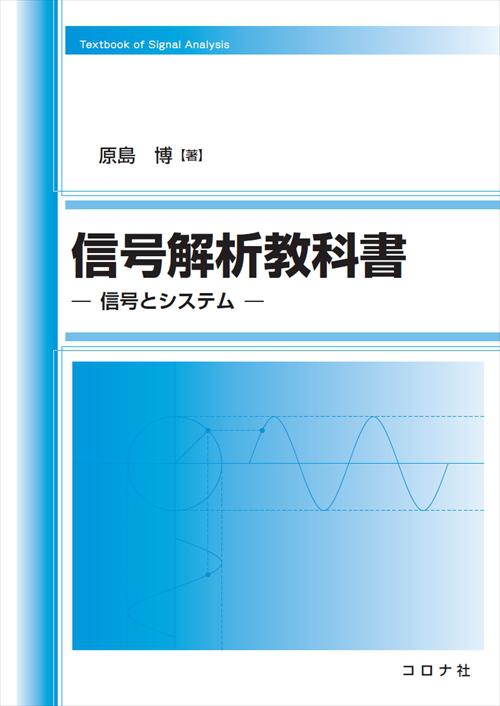 Textbook of Signal Analysis
原島 博【著】
信号解析教科書
― 信号とシステム ―
コロナ社